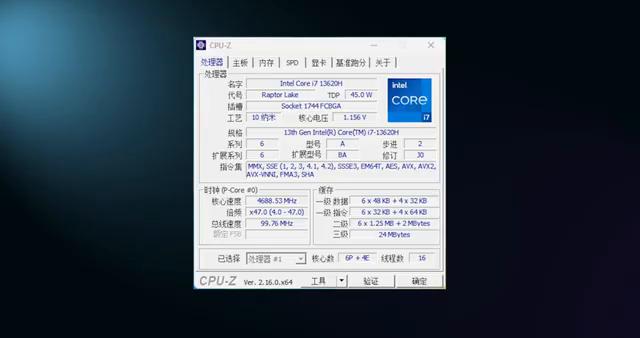 CPU-Z
处理器 主板 内存 SPD 显卡 基准跑分 关于
处理器
名字 Intel Core i7 13620H
代号 Raptor Lake TDP 45.0 W
插槽 Socket 1744 FCBGA
工艺 10 纳米 核心电压 1.156 V
intel
CORE
i7
规格 13th Gen Intel(R) Core(TM) i7-13620H
系列 6 型号 A 步进 2
扩展系列 6 扩展型号 BA 修订 J0
指令集 MMX, SSE (1, 2, 3, 4.1, 4.2), SSSE3, EM64T, AES, AVX, AVX2,
AVX-VNNI, FMA3, SHA
时钟 (P-Core #0)
核心速度 4688.53 MHz
倍频 x47.0 (4.0 - 47.0)
总线速度 99.76 MHz
额定 FSB
缓存
一级 数据 6 x 48 KB + 4 x 32 KB
一级 指令 6 x 32 KB + 4 x 64 KB
二级 6 x 1.25 MB + 2 MBytes
三级 24 MBytes
已选择 处理器 #1 核心数 6P + 4E 线程数 16
CPU-Z Ver. 2.16.0.x64 工具 验证 确定